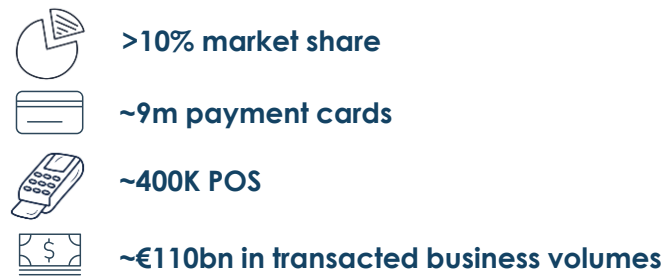 >10% market share
~9m payment cards
~400K POS
$
~€110bn in transacted business volumes